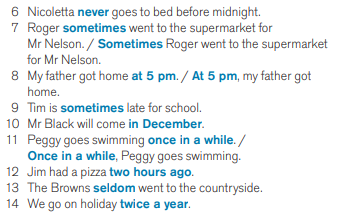 6 Nicoletta never goes to bed before midnight.
7 Roger sometimes went to the supermarket for
Mr Nelson. / Sometimes Roger went to the supermarket
for Mr Nelson.
8 My father got home at 5 pm. / At 5 pm, my father got
home.
9 Tim is sometimes late for school.
10 Mr Black will come in December.
11 Peggy goes swimming once in a while. /
Once in a while, Peggy goes swimming.
12 Jim had a pizza two hours ago.
13 The Browns seldom went to the countryside.
14 We go on holiday twice a year.